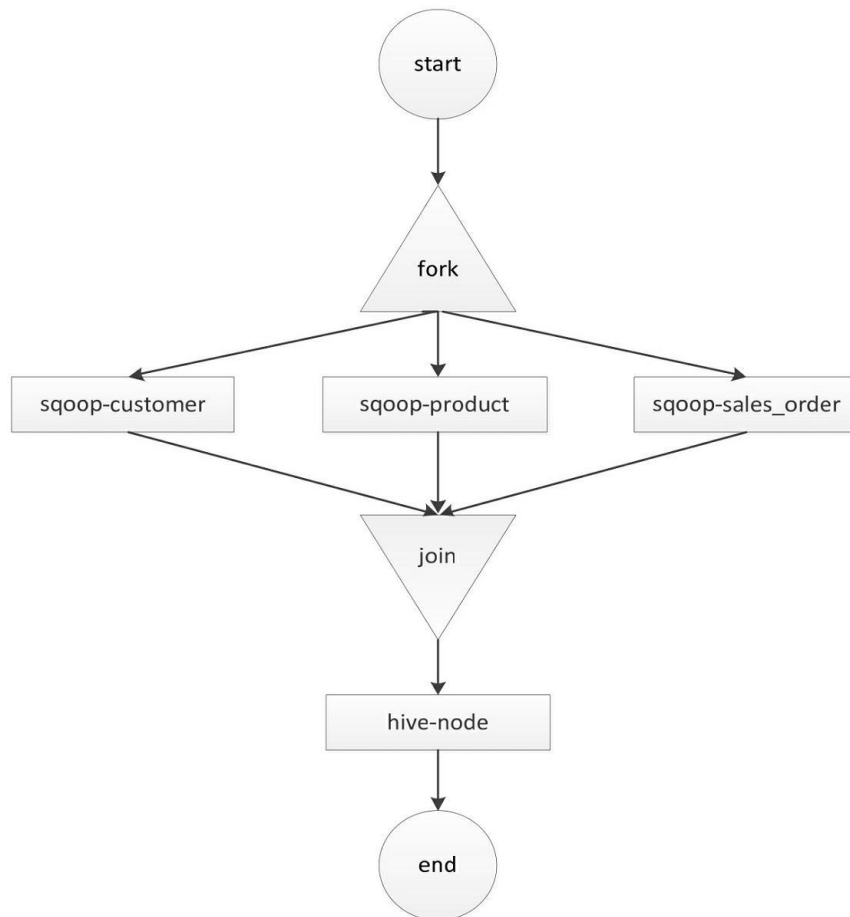 start
fork
sqoop-customer
sqoop-product
sqoop-sales_order
join
hive-node
end